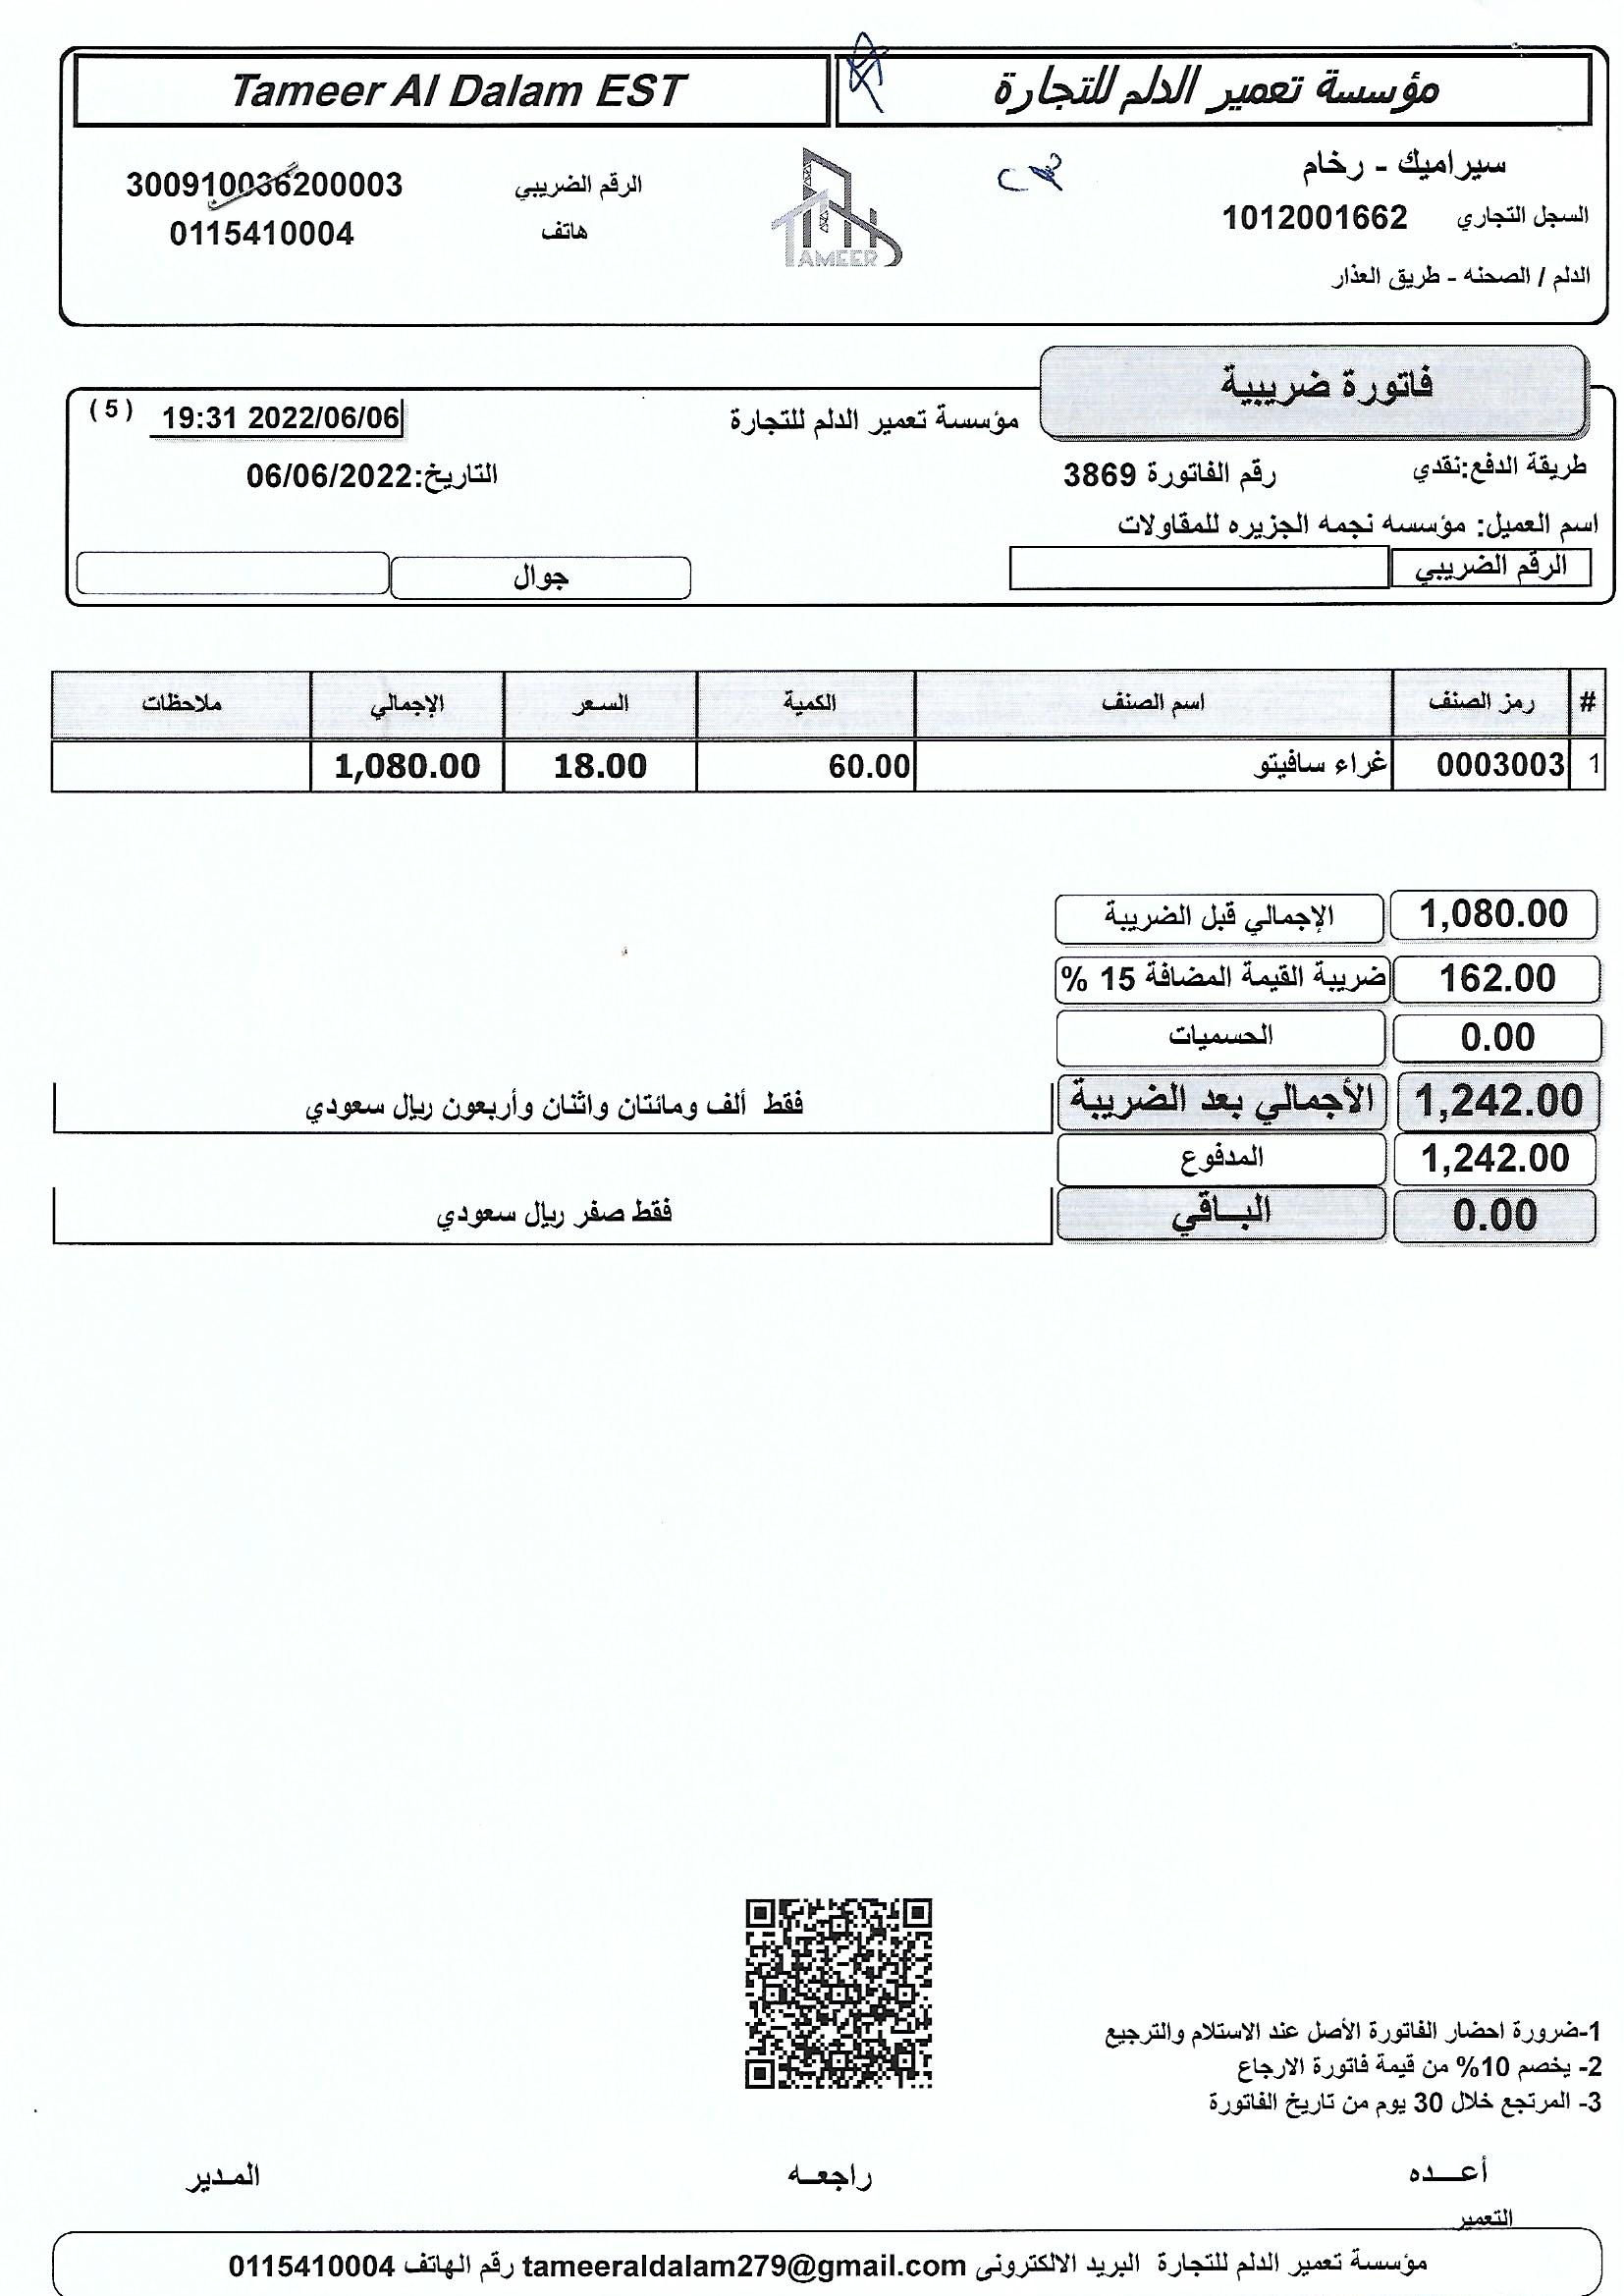 مؤسسة تعمير الدلم للتجارة
Tameer Al Dalam EST
سيراميك - رخام
السجل التجاري 1012001662
الدلم / الصحنه - طريق العذار
الرقم الضريبي 300910036200003
هاتف 0115410004
TAMEER
فاتورة ضريبية
مؤسسة تعمير الدلم للتجارة
19:31 2022/06/06
(5)
طريقة الدفع:نقدي
رقم الفاتورة 3869
التاريخ:06/06/2022
اسم العميل: مؤسسه نجمه الجزيره للمقاولات
الرقم الضريبي
جوال
# رمز الصنف اسم الصنف الكمية السعر الإجمالي ملاحظات
1 0003003 غراء سافيتو 60.00 18.00 1,080.00
1,080.00 الإجمالي قبل الضريبة
162.00 ضريبة القيمة المضافة 15 %
0.00 الحسميات
1,242.00 الأجمالي بعد الضريبة فقط ألف ومائتان واثنان وأربعون ريال سعودي
1,242.00 المدفوع
0.00 البــاقي فقط صفر ريال سعودي
1-ضرورة احضار الفاتورة الأصل عند الاستلام والترجيع
2- يخصم 10% من قيمة فاتورة الارجاع
3- المرتجع خلال 30 يوم من تاريخ الفاتورة
أعـــده راجعــه المـدير
التعمير
مؤسسة تعمير الدلم للتجارة البريد الالكترونى tameeraldalam279@gmail.com رقم الهاتف 0115410004